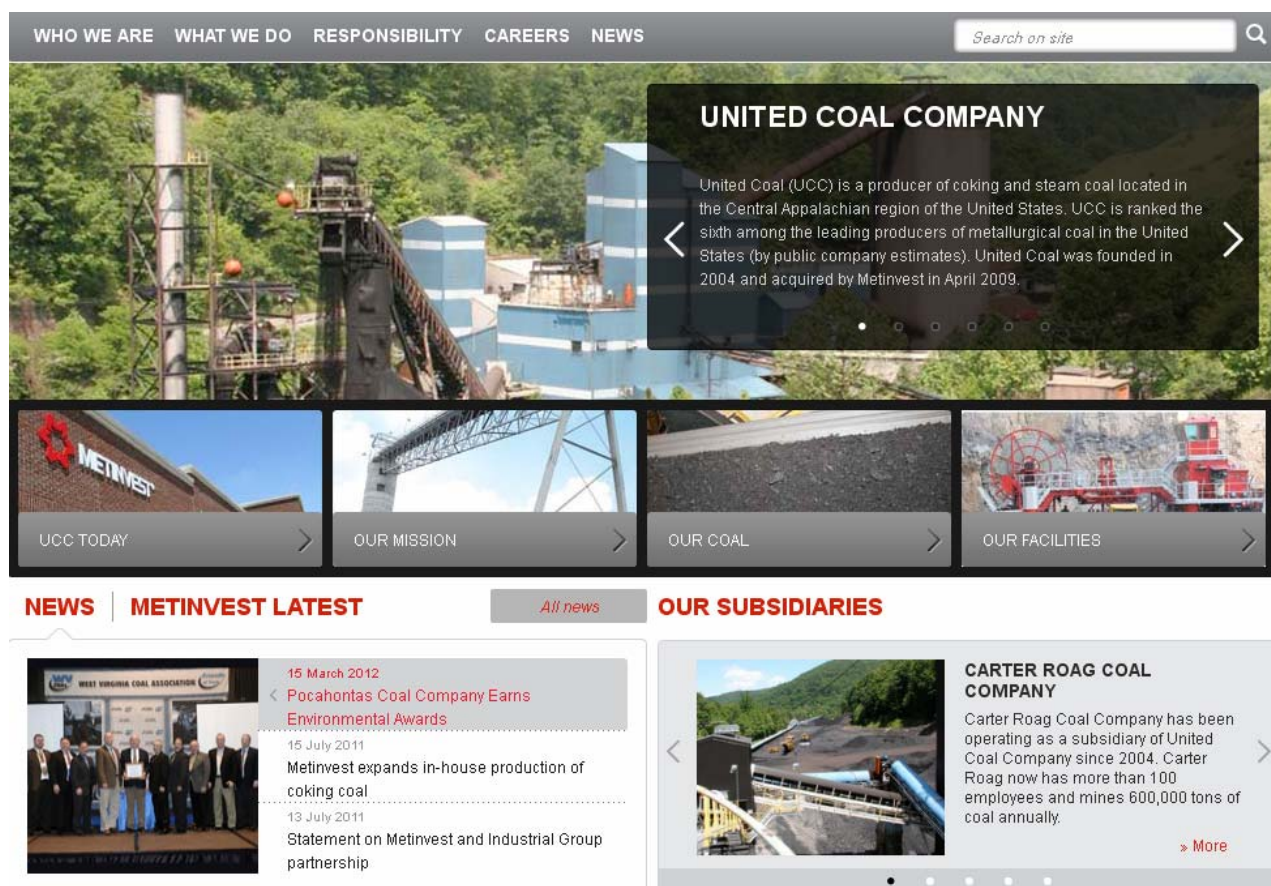 WHO WE ARE WHAT WE DO RESPONSIBILITY CAREERS NEWS
Search on site
UNITED COAL COMPANY
United Coal (UCC) is a producer of coking and steam coal located in
the Central Appalachian region of the United States. UCC is ranked the
sixth among the leading producers of metallurgical coal in the United
States (by public company estimates). United Coal was founded in
2004 and acquired by Metinvest in April 2009.
METINVEST
UCC TODAY
OUR MISSION
OUR COAL
OUR FACILITIES
NEWS
METINVEST LATEST
All news
WEST VIRGINIA COAL ASSOCIATION
15 March 2012
Pocahontas Coal Company Earns
Environmental Awards
15 July 2011
Metinvest expands in-house production of
coking coal
13 July 2011
Statement on Metinvest and Industrial Group
partnership
OUR SUBSIDIARIES
CARTER ROAG COAL
COMPANY
Carter Roag Coal Company has been
operating as a subsidiary of United
Coal Company since 2004. Carter
Roag now has more than 100
employees and mines 600,000 tons of
coal annually.
» More